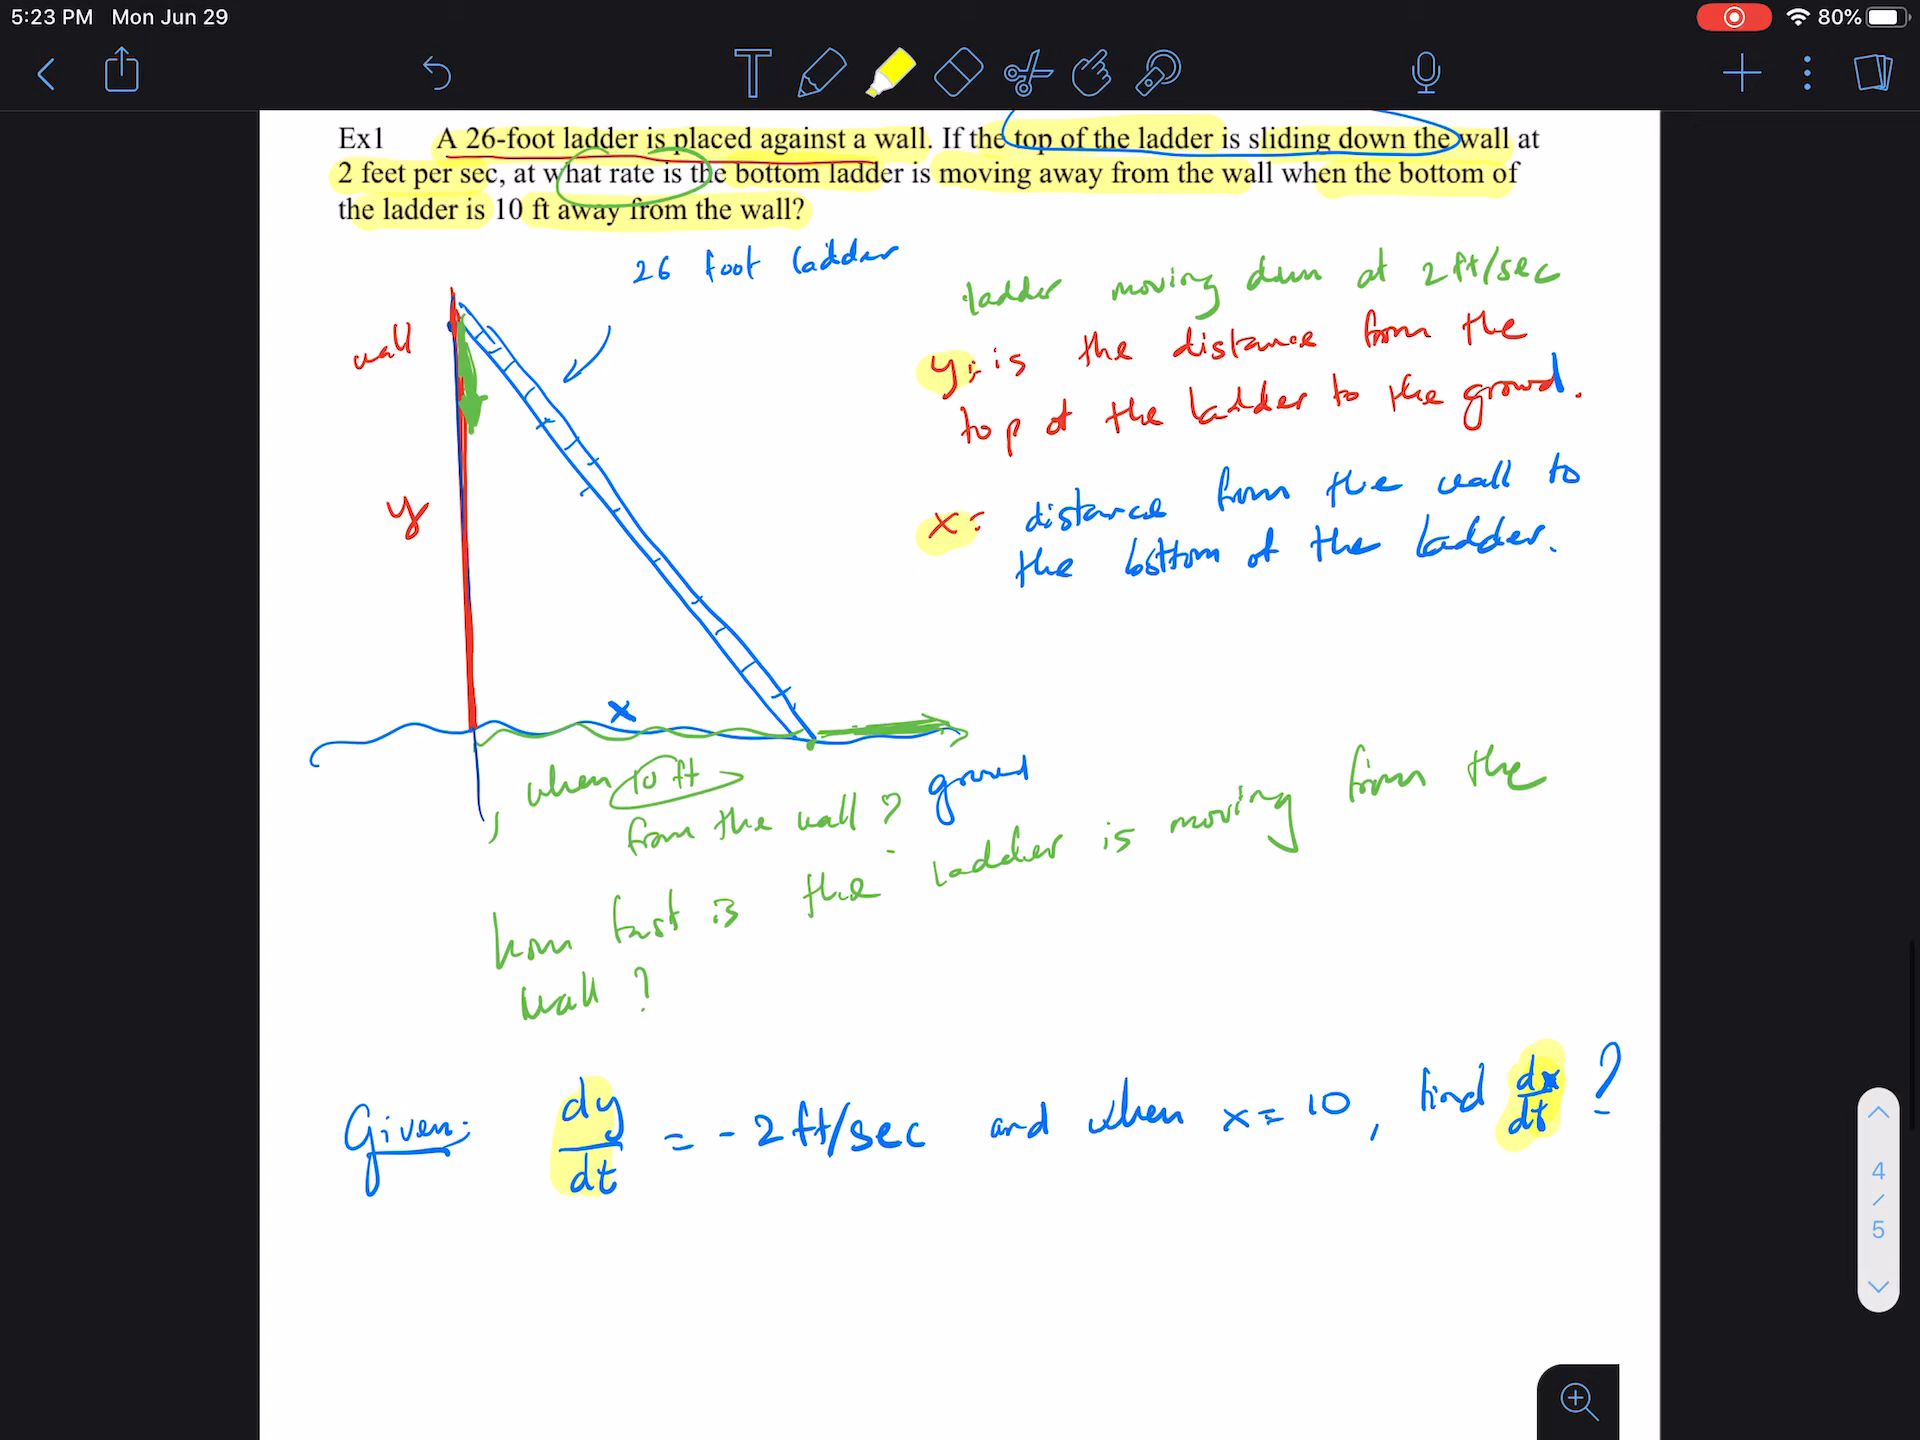 5:23 PM Mon Jun 29
80%
T
Ex1 A 26-foot ladder is placed against a wall. If the top of the ladder is sliding down the wall at
2 feet per sec, at what rate is the bottom ladder is moving away from the wall when the bottom of
the ladder is 10 ft away from the wall?
26 foot ladder
wall
y
x
ladder moving down at 2 ft/sec
y: is the distance from the
top of the ladder to the ground.
x: distance from the wall to
the bottom of the ladder.
, when 10 ft
from the wall?
ground
how fast is the ladder is moving from the
wall?
Given: dy/dt = -2 ft/sec and when x = 10, find dx/dt ?
4
/
5